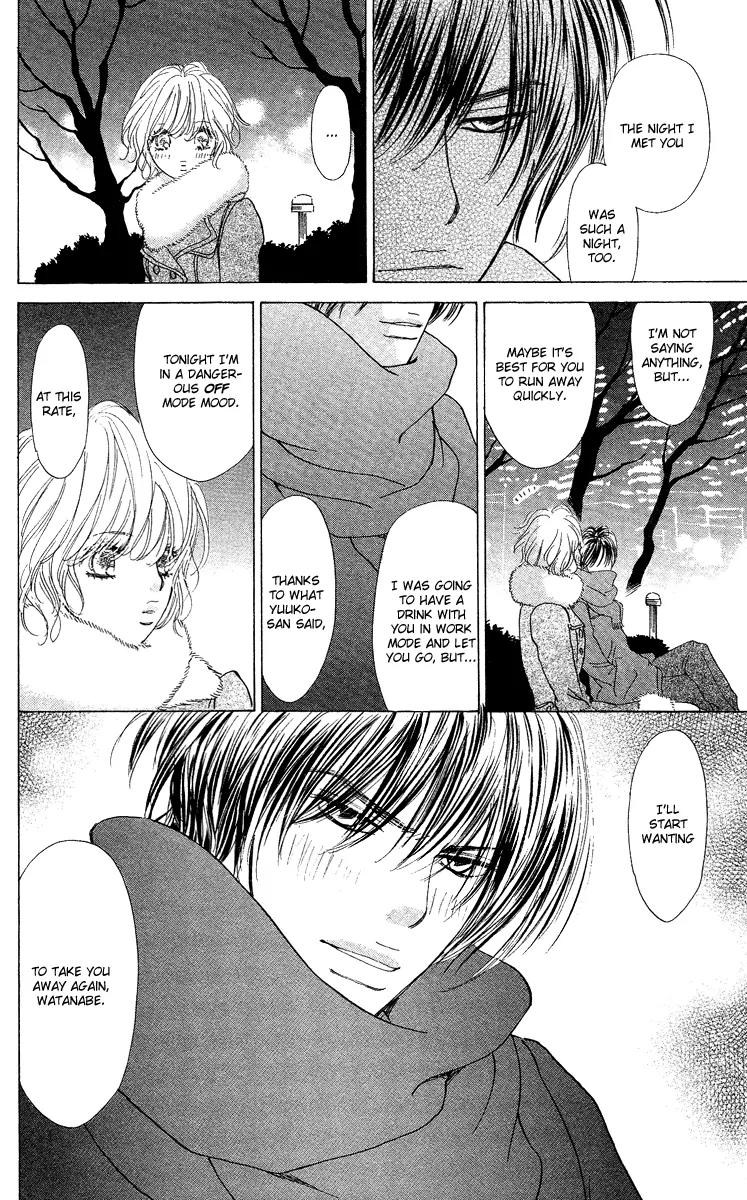 THE NIGHT I
MET YOU
WAS
SUCH A
NIGHT,
TOO.
...
I'M NOT
SAYING
ANYTHING,
BUT...
MAYBE IT'S
BEST FOR YOU
TO RUN AWAY
QUICKLY.
I WAS GOING
TO HAVE A
DRINK WITH
YOU IN WORK
MODE AND LET
YOU GO, BUT...
THANKS
TO WHAT
YUUKO-
SAN SAID,
TONIGHT I'M
IN A DANGER-
OUS OFF
MODE MOOD.
AT THIS
RATE,
I'LL
START
WANTING
TO TAKE YOU
AWAY AGAIN,
WATANABE.